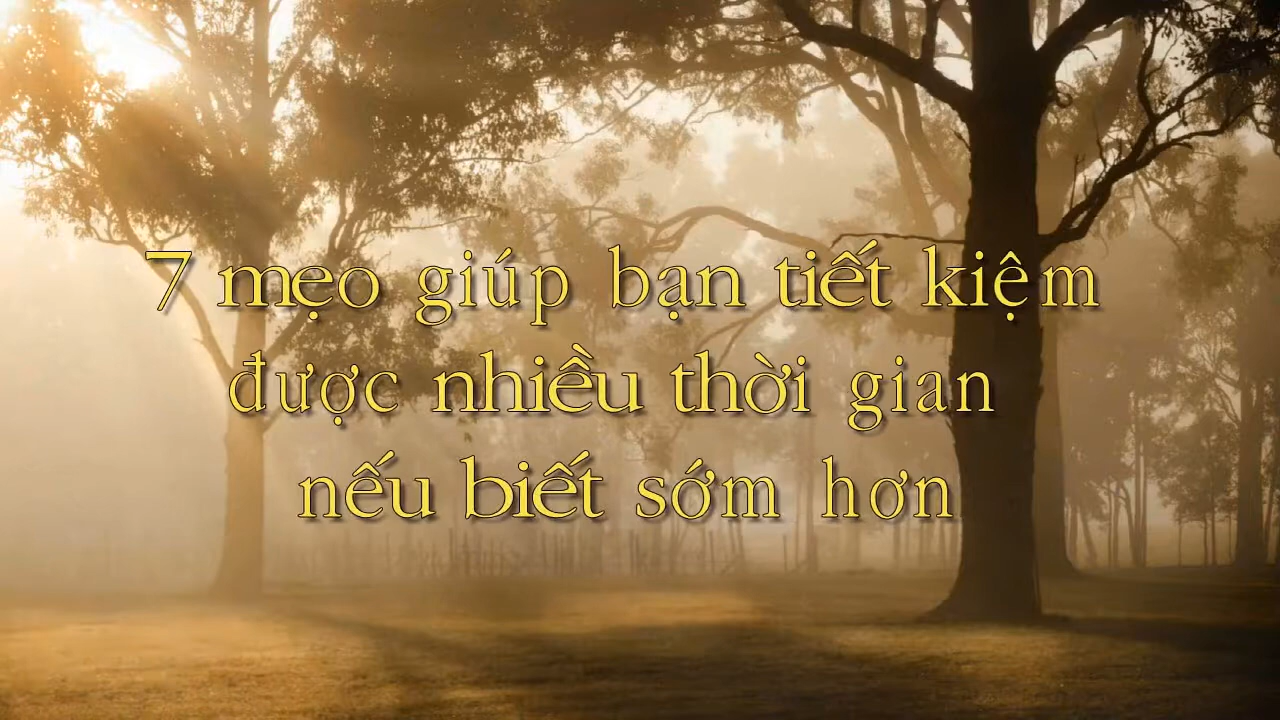 7 mẹo giúp bạn tiết kiệm
được nhiều thời gian
nếu biết sớm hơn